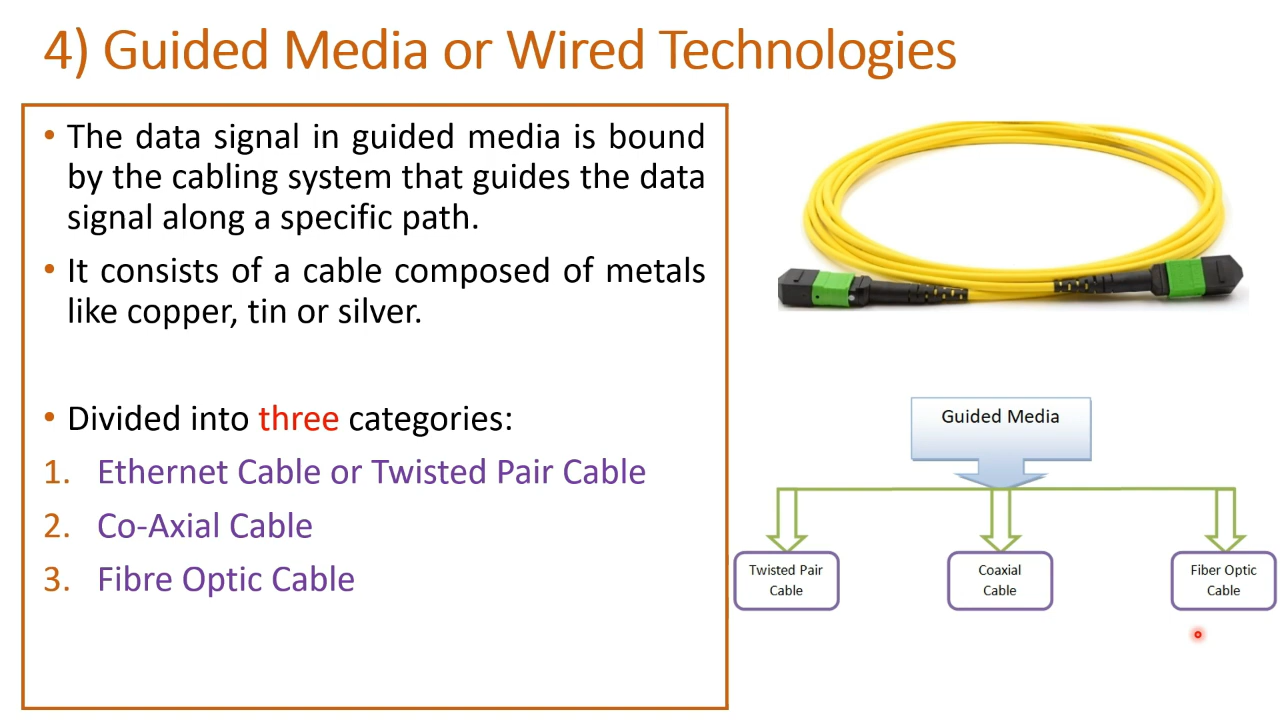 4) Guided Media or Wired Technologies
• The data signal in guided media is bound
by the cabling system that guides the data
signal along a specific path.
• It consists of a cable composed of metals
like copper, tin or silver.
• Divided into three categories:
1. Ethernet Cable or Twisted Pair Cable
2. Co-Axial Cable
3. Fibre Optic Cable
Guided Media
Twisted Pair
Cable
Coaxial
Cable
Fiber Optic
Cable